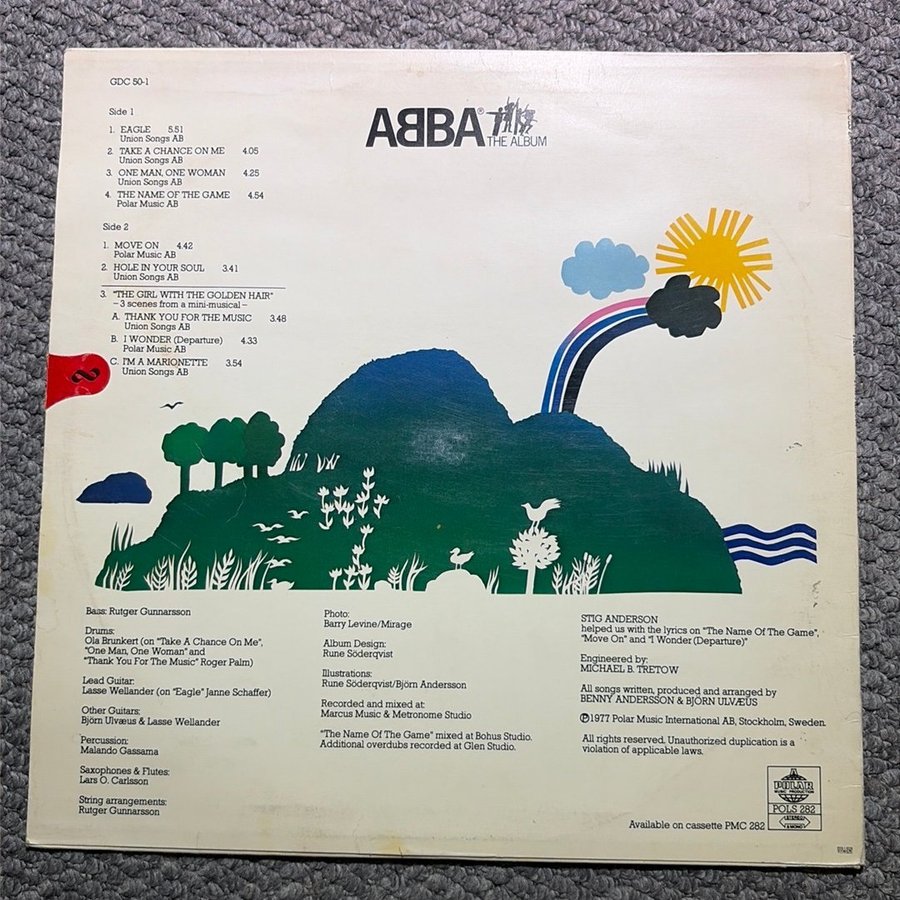 GDC 50-1
Side 1
1. EAGLE 5.51
Union Songs AB
2. TAKE A CHANCE ON ME 4.05
Union Songs AB
3. ONE MAN, ONE WOMAN 4.25
Union Songs AB
4. THE NAME OF THE GAME 4.54
Polar Music AB
Side 2
1. MOVE ON 4.42
Polar Music AB
2. HOLE IN YOUR SOUL 3.41
Union Songs AB
3. "THE GIRL WITH THE GOLDEN HAIR"
– 3 scenes from a mini-musical –
A. THANK YOU FOR THE MUSIC 3.48
Union Songs AB
B. I WONDER (Departure) 4.33
Polar Music AB
C. I'M A MARIONETTE 3.54
Union Songs AB
AᗺBA®
THE ALBUM
Bass: Rutger Gunnarsson
Drums:
Ola Brunkert (on "Take A Chance On Me",
"One Man, One Woman" and
"Thank You For The Music" Roger Palm)
Lead Guitar:
Lasse Wellander (on "Eagle" Janne Schaffer)
Other Guitars:
Björn Ulvæus & Lasse Wellander
Percussion:
Malando Gassama
Saxophones & Flutes:
Lars O. Carlsson
String arrangements:
Rutger Gunnarsson
Photo:
Barry Levine/Mirage
Album Design:
Rune Söderqvist
Illustrations:
Rune Söderqvist/Björn Andersson
Recorded and mixed at:
Marcus Music & Metronome Studio
"The Name Of The Game" mixed at Bohus Studio.
Additional overdubs recorded at Glen Studio.
STIG ANDERSON
helped us with the lyrics on "The Name Of The Game",
"Move On" and "I Wonder (Departure)"
Engineered by:
MICHAEL B. TRETOW
All songs written, produced and arranged by
BENNY ANDERSSON & BJÖRN ULVÆUS
℗ 1977 Polar Music International AB, Stockholm, Sweden.
All rights reserved. Unauthorized duplication is a
violation of applicable laws.
Available on cassette PMC 282
POLAR
MUSIC PRODUCTION
POLS 282
STEREO
& MONO